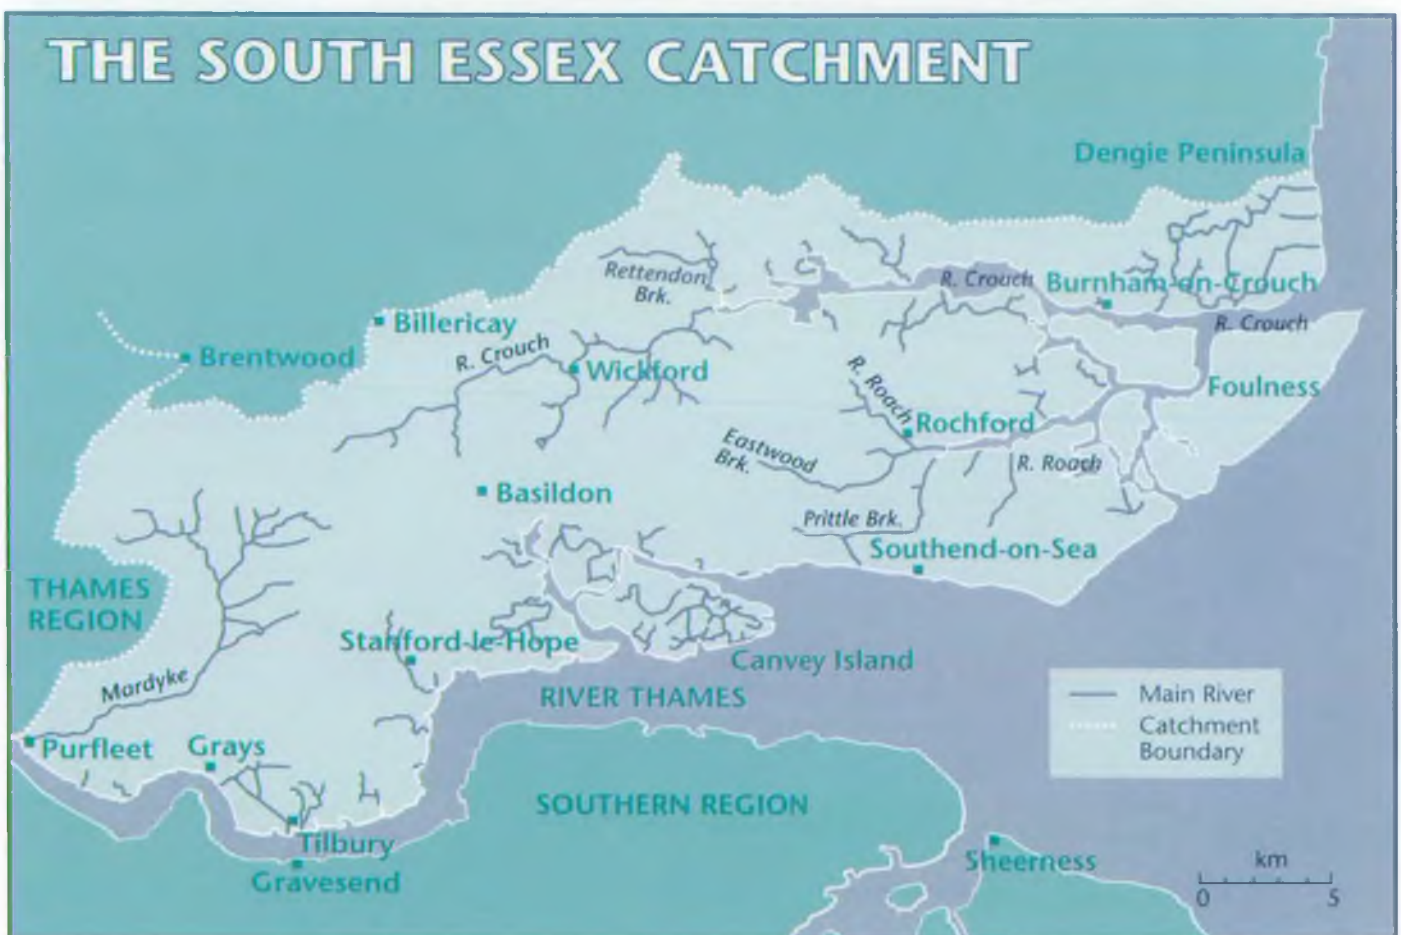 THE SOUTH ESSEX CATCHMENT
Dengie Peninsula
Rettendon
Brk.
R. Crouch
Burnham-on-Crouch
R. Crouch
Billericay
Brentwood
R. Crouch
Wickford
R. Roach
Foulness
Rochford
Eastwood
Brk.
R. Roach
Basildon
Prittle Brk.
Southend-on-Sea
THAMES
REGION
Stanford-le-Hope
Canvey Island
Mardyke
RIVER THAMES
Main River
Catchment
Boundary
Purfleet
Grays
SOUTHERN REGION
Tilbury
Gravesend
Sheerness
km
0 5